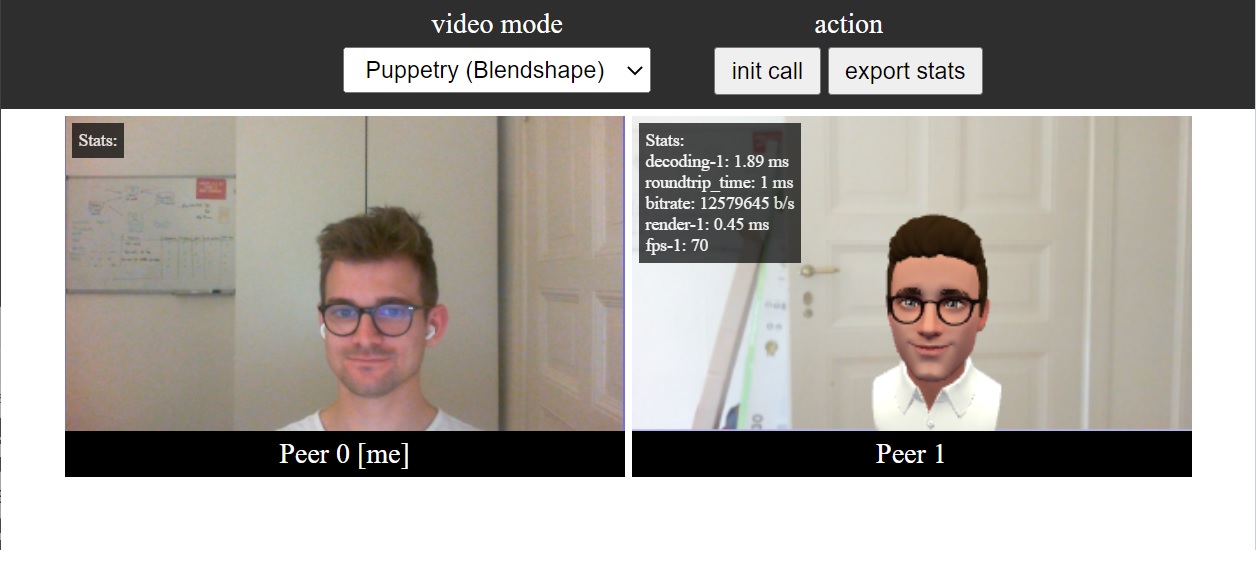 video mode
action
Puppetry (Blendshape)
init call
export stats
Stats:
Stats:
decoding-1: 1.89 ms
roundtrip_time: 1 ms
bitrate: 12579645 b/s
render-1: 0.45 ms
fps-1: 70
Peer 0 [me]
Peer 1